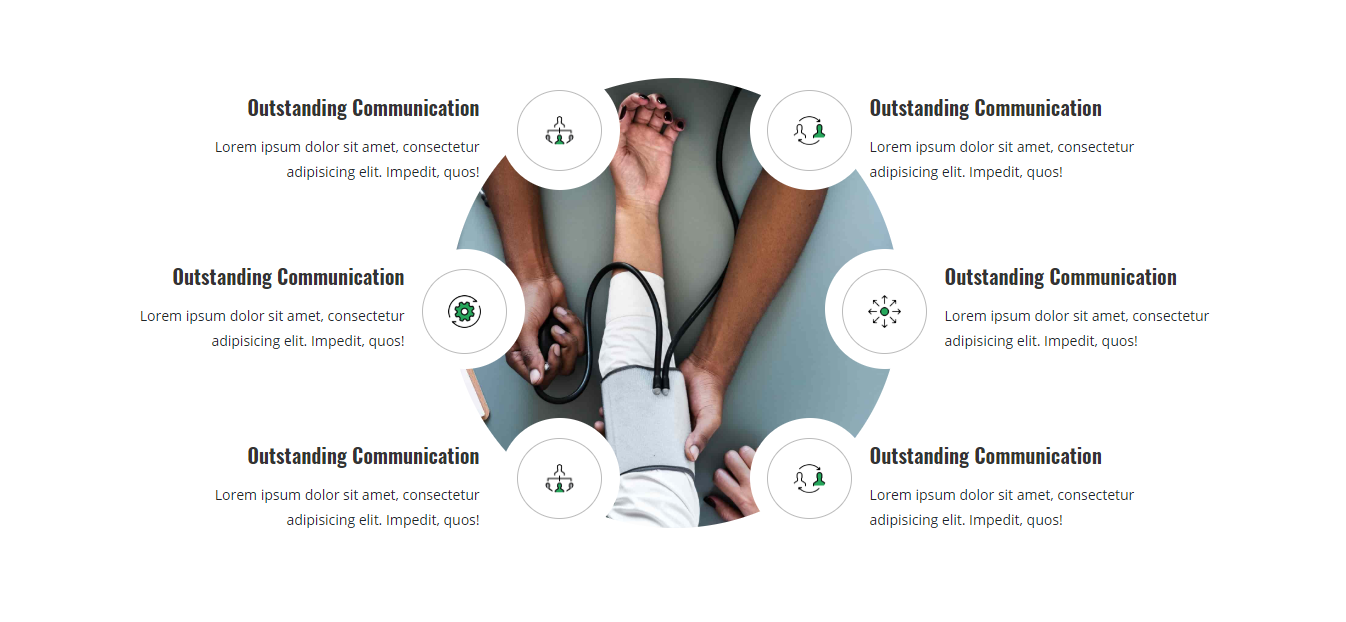 Outstanding Communication
Lorem ipsum dolor sit amet, consectetur
adipisicing elit. Impedit, quos!
Outstanding Communication
Lorem ipsum dolor sit amet, consectetur
adipisicing elit. Impedit, quos!
Outstanding Communication
Lorem ipsum dolor sit amet, consectetur
adipisicing elit. Impedit, quos!
Outstanding Communication
Lorem ipsum dolor sit amet, consectetur
adipisicing elit. Impedit, quos!
Outstanding Communication
Lorem ipsum dolor sit amet, consectetur
adipisicing elit. Impedit, quos!
Outstanding Communication
Lorem ipsum dolor sit amet, consectetur
adipisicing elit. Impedit, quos!